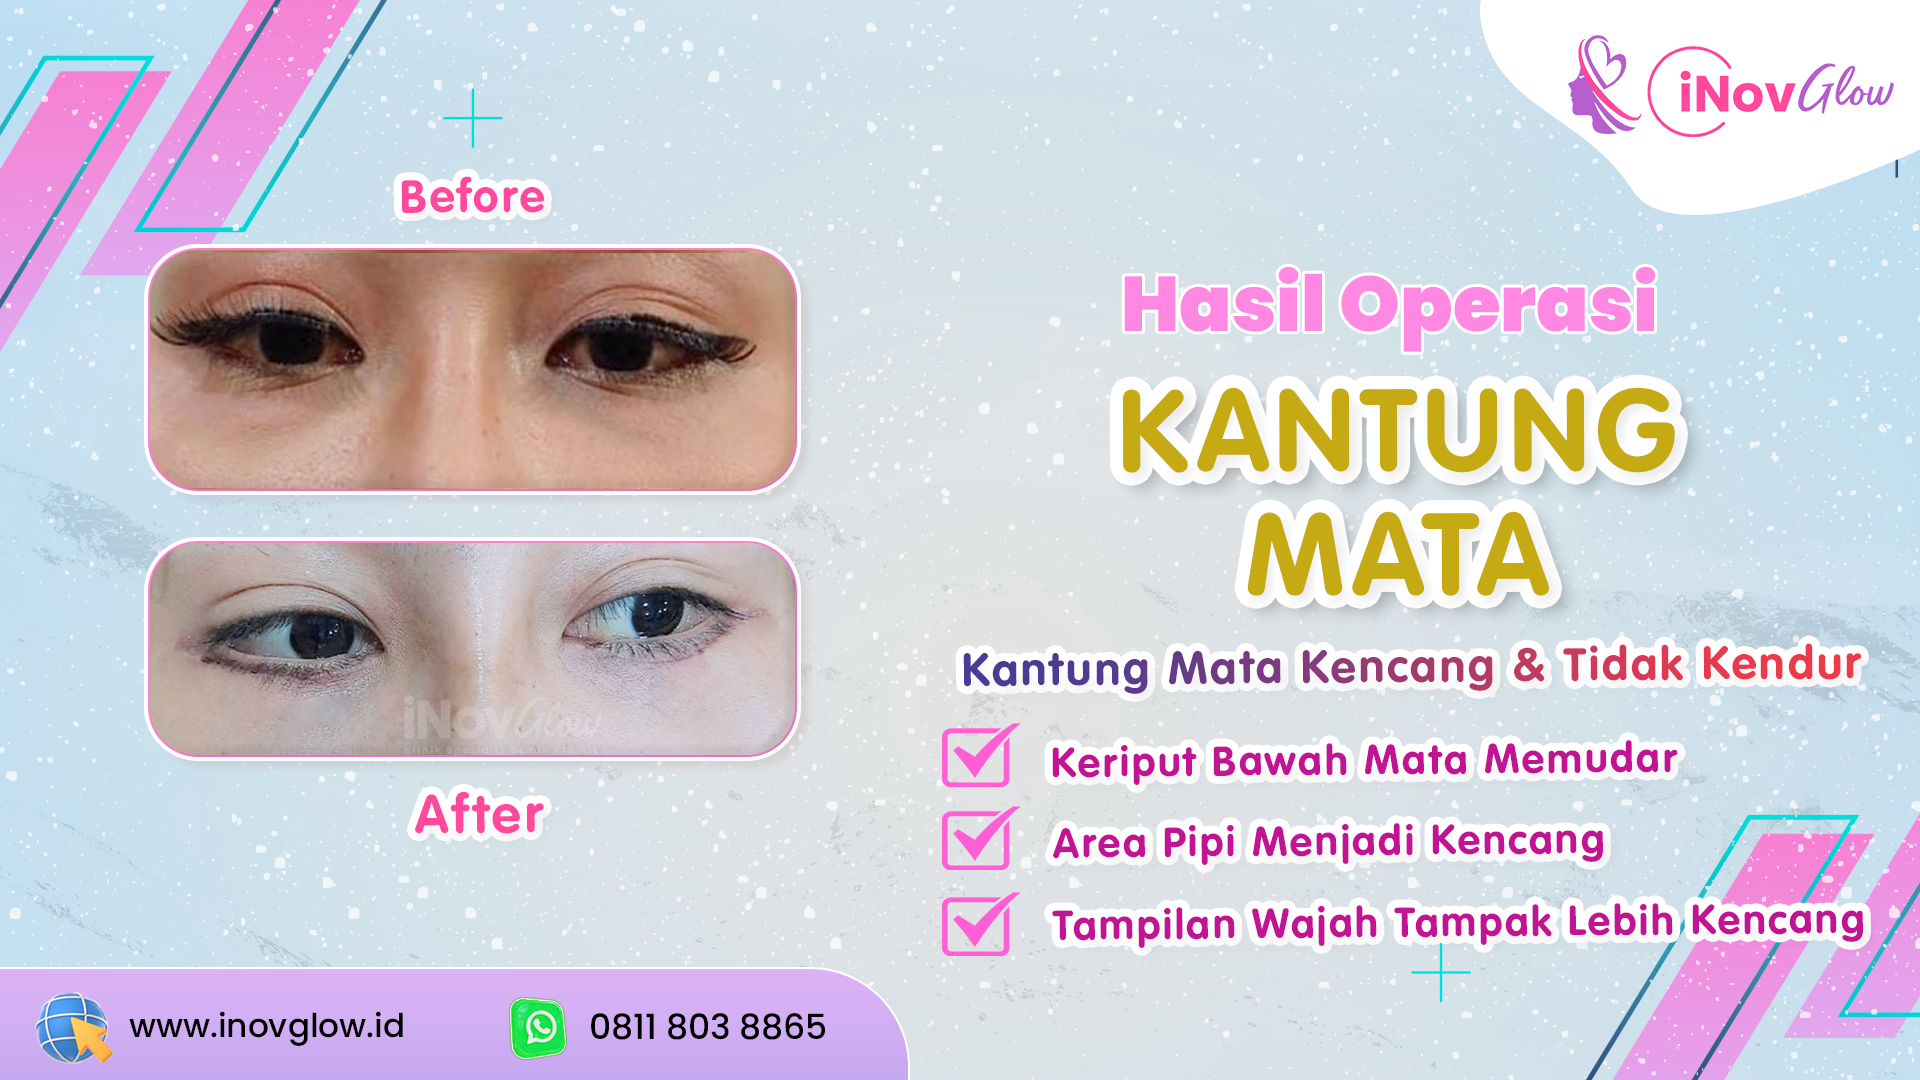 iNovGlow
Before
iNovGlow
After
Hasil Operasi
KANTUNG
MATA
Kantung Mata Kencang & Tidak Kendur
Keriput Bawah Mata Memudar
Area Pipi Menjadi Kencang
Tampilan Wajah Tampak Lebih Kencang
www.inovglow.id
0811 803 8865